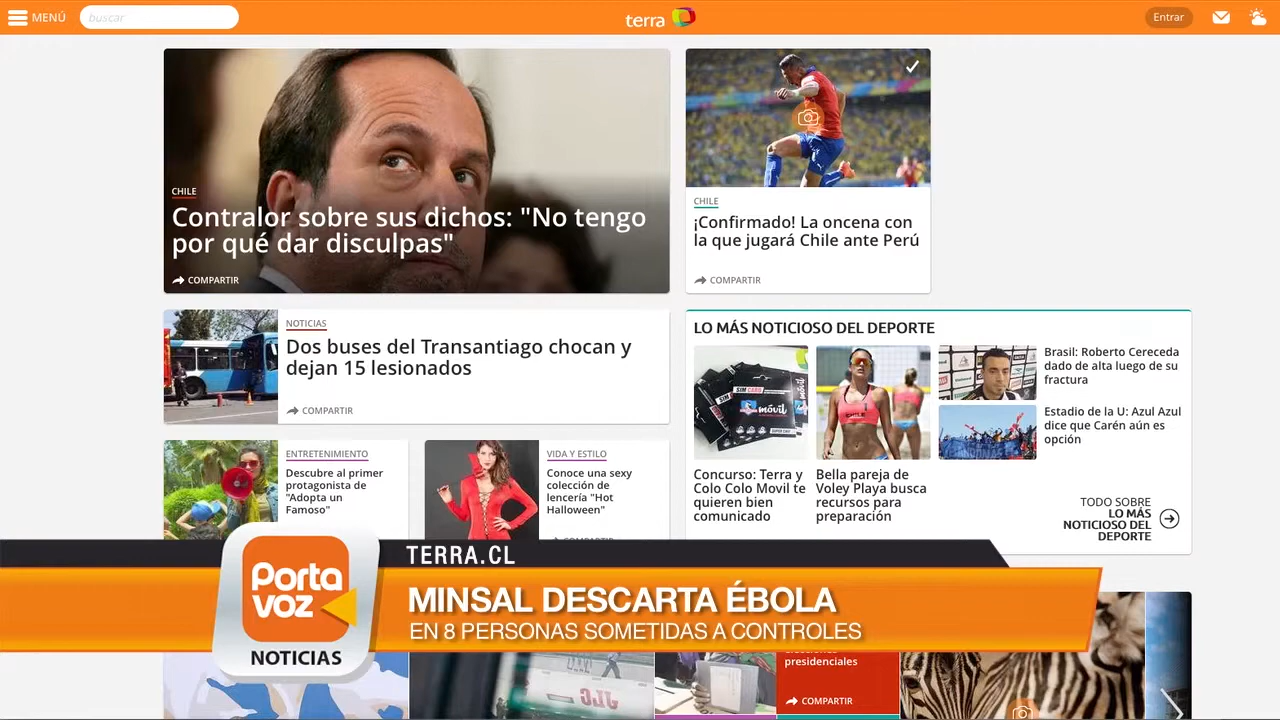 MENÚ
buscar
terra
Entrar
CHILE
Contralor sobre sus dichos: "No tengo
por qué dar disculpas"
COMPARTIR
CHILE
¡Confirmado! La oncena con
la que jugará Chile ante Perú
COMPARTIR
NOTICIAS
Dos buses del Transantiago chocan y
dejan 15 lesionados
COMPARTIR
LO MÁS NOTICIOSO DEL DEPORTE
SIM CARD
móvil
CHILE
Concurso: Terra y
Colo Colo Movil te
quieren bien
comunicado
Bella pareja de
Voley Playa busca
recursos para
preparación
Brasil: Roberto Cereceda
dado de alta luego de su
fractura
Estadio de la U: Azul Azul
dice que Carén aún es
opción
TODO SOBRE
LO MÁS
NOTICIOSO DEL
DEPORTE
ENTRETENIMIENTO
Descubre al primer
protagonista de
"Adopta un
Famoso"
VIDA Y ESTILO
Conoce una sexy
colección de
lencería "Hot
Halloween"
TERRA.CL
Porta
voz
NOTICIAS
MINSAL DESCARTA ÉBOLA
EN 8 PERSONAS SOMETIDAS A CONTROLES
presidenciales
COMPARTIR